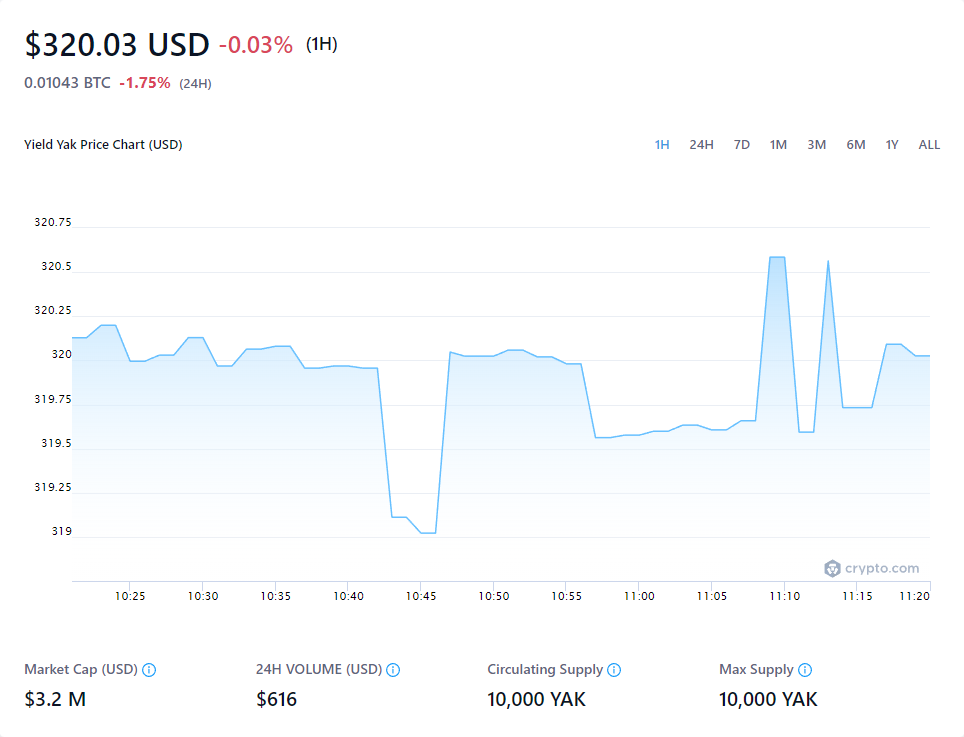 $320.03 USD -0.03% (1H)
0.01043 BTC -1.75% (24H)
Yield Yak Price Chart (USD) 1H 24H 7D 1M 3M 6M 1Y ALL
320.75
320.5
320.25
320
319.75
319.5
319.25
319
crypto.com
10:25 10:30 10:35 10:40 10:45 10:50 10:55 11:00 11:05 11:10 11:15 11:20
Market Cap (USD) 24H VOLUME (USD) Circulating Supply Max Supply
$3.2 M $616 10,000 YAK 10,000 YAK